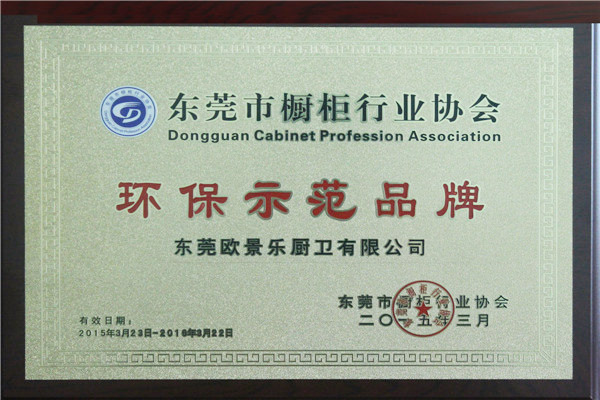 东莞市橱柜行业协会
Dongguan Cabinet Profession Association
环保示范品牌
东莞欧景乐厨卫有限公司
东莞市橱柜行业协会
二〇一五年三月
有效日期：
2015年3月23日-2016年3月22日